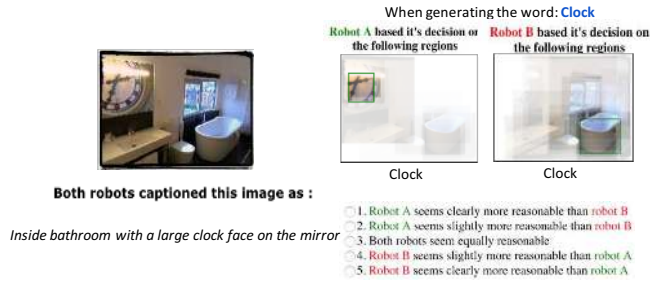 When generating the word: Clock
Robot A based it's decision on the following regions
Robot B based it's decision on the following regions
Clock
Clock
Both robots captioned this image as :
Inside bathroom with a large clock face on the mirror
1. Robot A seems clearly more reasonable than robot B
2. Robot A seems slightly more reasonable than robot B
3. Both robots seem equally reasonable
4. Robot B seems slightly more reasonable than robot A
5. Robot B seems clearly more reasonable than robot A